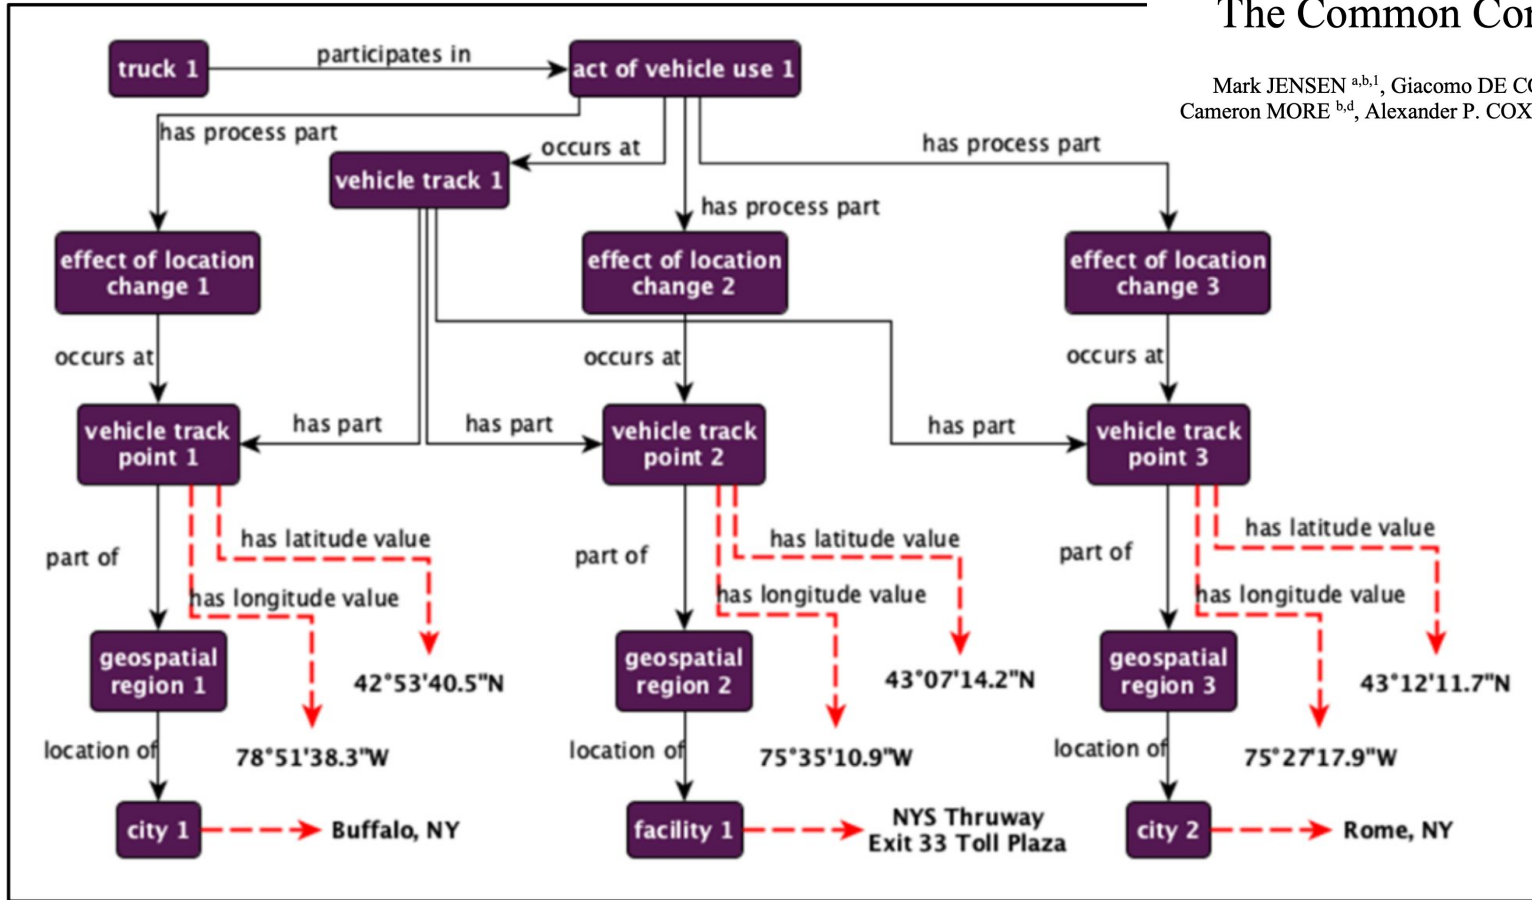 The Common Cor
Mark JENSEN a,b,1, Giacomo DE CO
Cameron MORE b,d, Alexander P. COX
truck 1
participates in
act of vehicle use 1
has process part
occurs at
has process part
vehicle track 1
has process part
effect of location
change 1
effect of location
change 2
effect of location
change 3
occurs at
occurs at
occurs at
vehicle track
point 1
has part
has part
vehicle track
point 2
has part
vehicle track
point 3
part of
has latitude value
has longitude value
part of
has latitude value
has longitude value
part of
has latitude value
has longitude value
geospatial
region 1
42°53'40.5"N
geospatial
region 2
43°07'14.2"N
geospatial
region 3
43°12'11.7"N
location of
78°51'38.3"W
location of
75°35'10.9"W
location of
75°27'17.9"W
city 1
Buffalo, NY
facility 1
NYS Thruway
Exit 33 Toll Plaza
city 2
Rome, NY